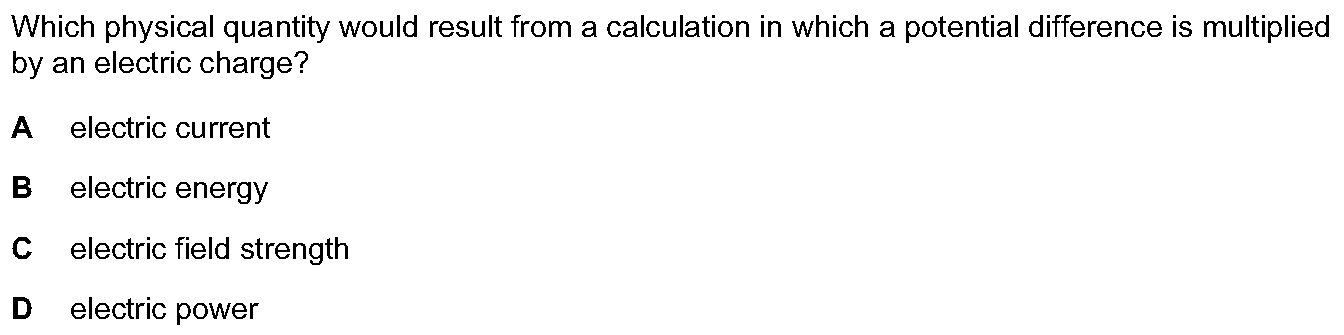 Which physical quantity would result from a calculation in which a potential difference is multiplied
by an electric charge?
A electric current
B electric energy
C electric field strength
D electric power